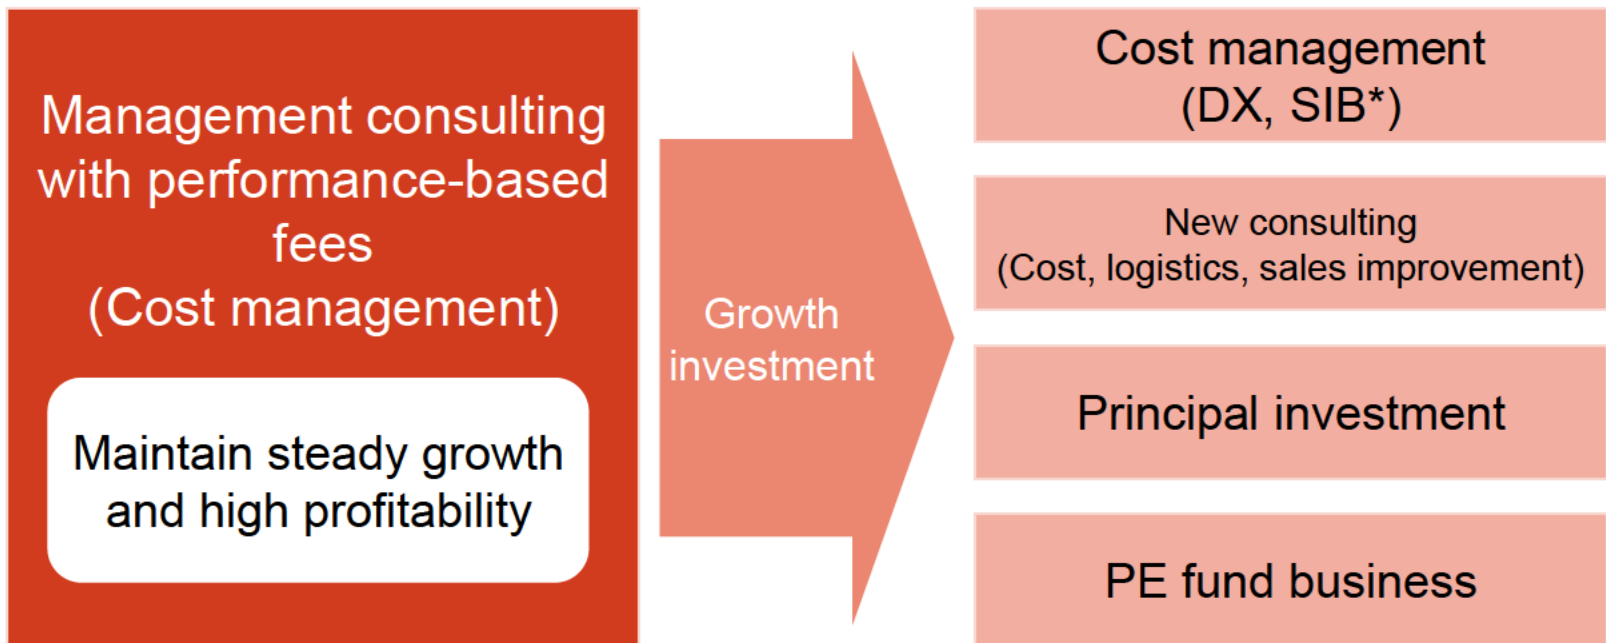 Management consulting
with performance-based
fees
(Cost management)
Maintain steady growth
and high profitability
Growth
investment
Cost management
(DX, SIB*)
New consulting
(Cost, logistics, sales improvement)
Principal investment
PE fund business